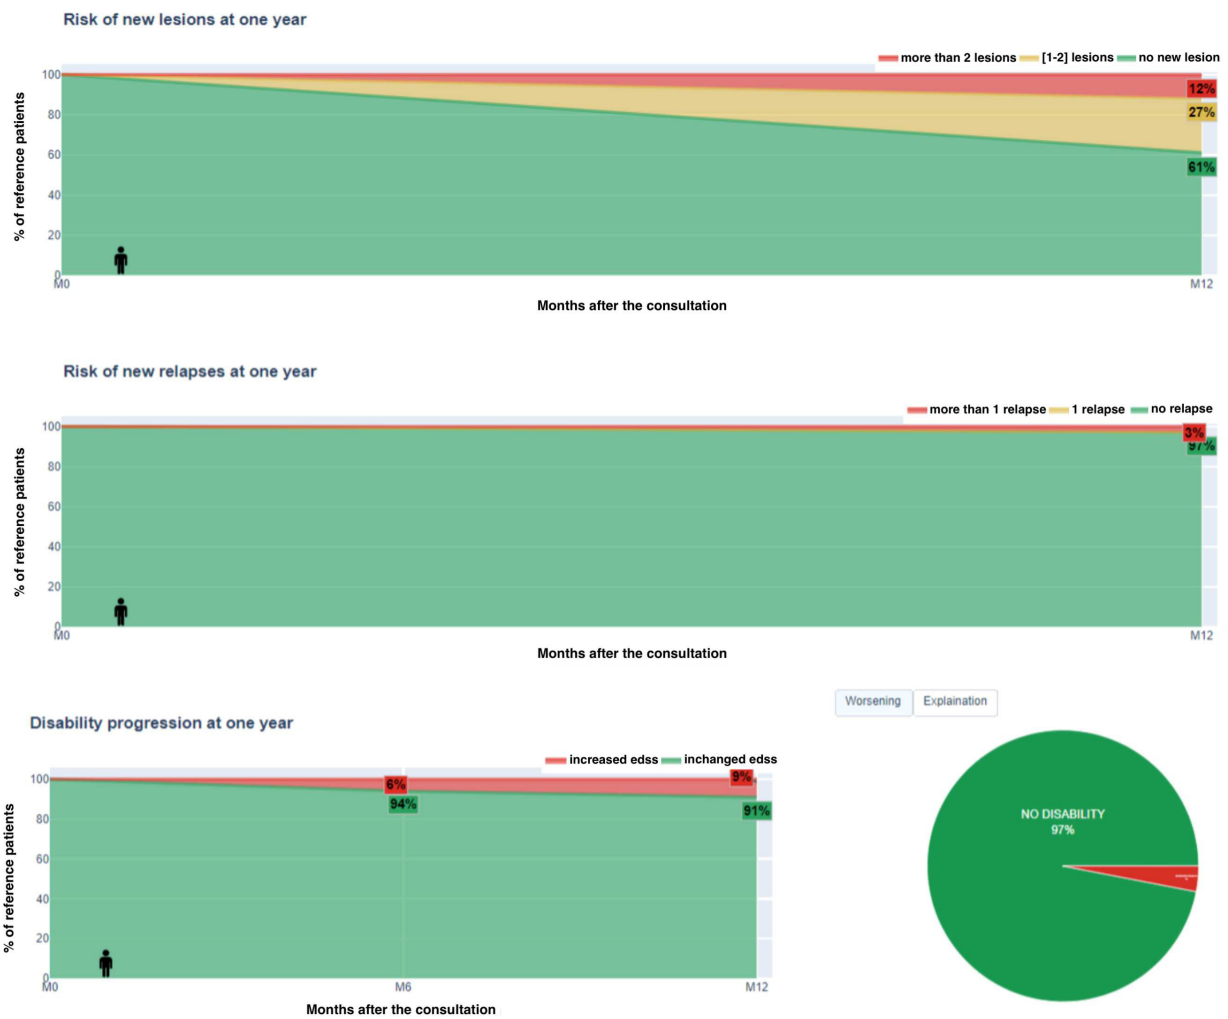 Risk of new lesions at one year
more than 2 lesions [1-2] lesions no new lesion
% of reference patients
100
80
60
40
20
0
12%
27%
61%
M0 M12
Months after the consultation
Risk of new relapses at one year
more than 1 relapse 1 relapse no relapse
% of reference patients
100
80
60
40
20
0
3%
97%
M0 M12
Months after the consultation
Disability progression at one year
increased edss inchanged edss
% of reference patients
100
80
60
40
20
0
6%
94%
9%
91%
M0 M6 M12
Months after the consultation
Worsening Explaination
NO DISABILITY
97%